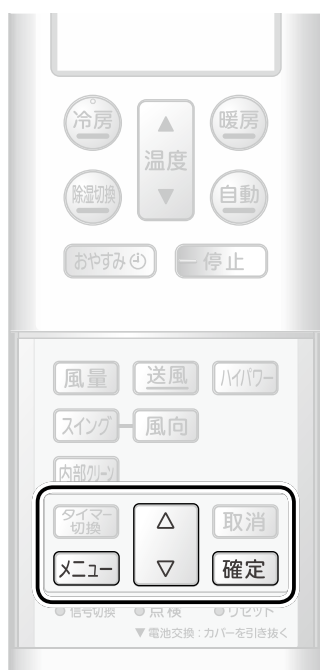 冷房 ▲ 暖房
温度
除湿切換 ▼ 自動
おやすみ 停止
風量 送風 ハイパワー
スイング 風向
内部クリーン
タイマー切換 △ 取消
メニュー ▽ 確定
信号切換 点検 リセット
▼電池交換：カバーを引き抜く